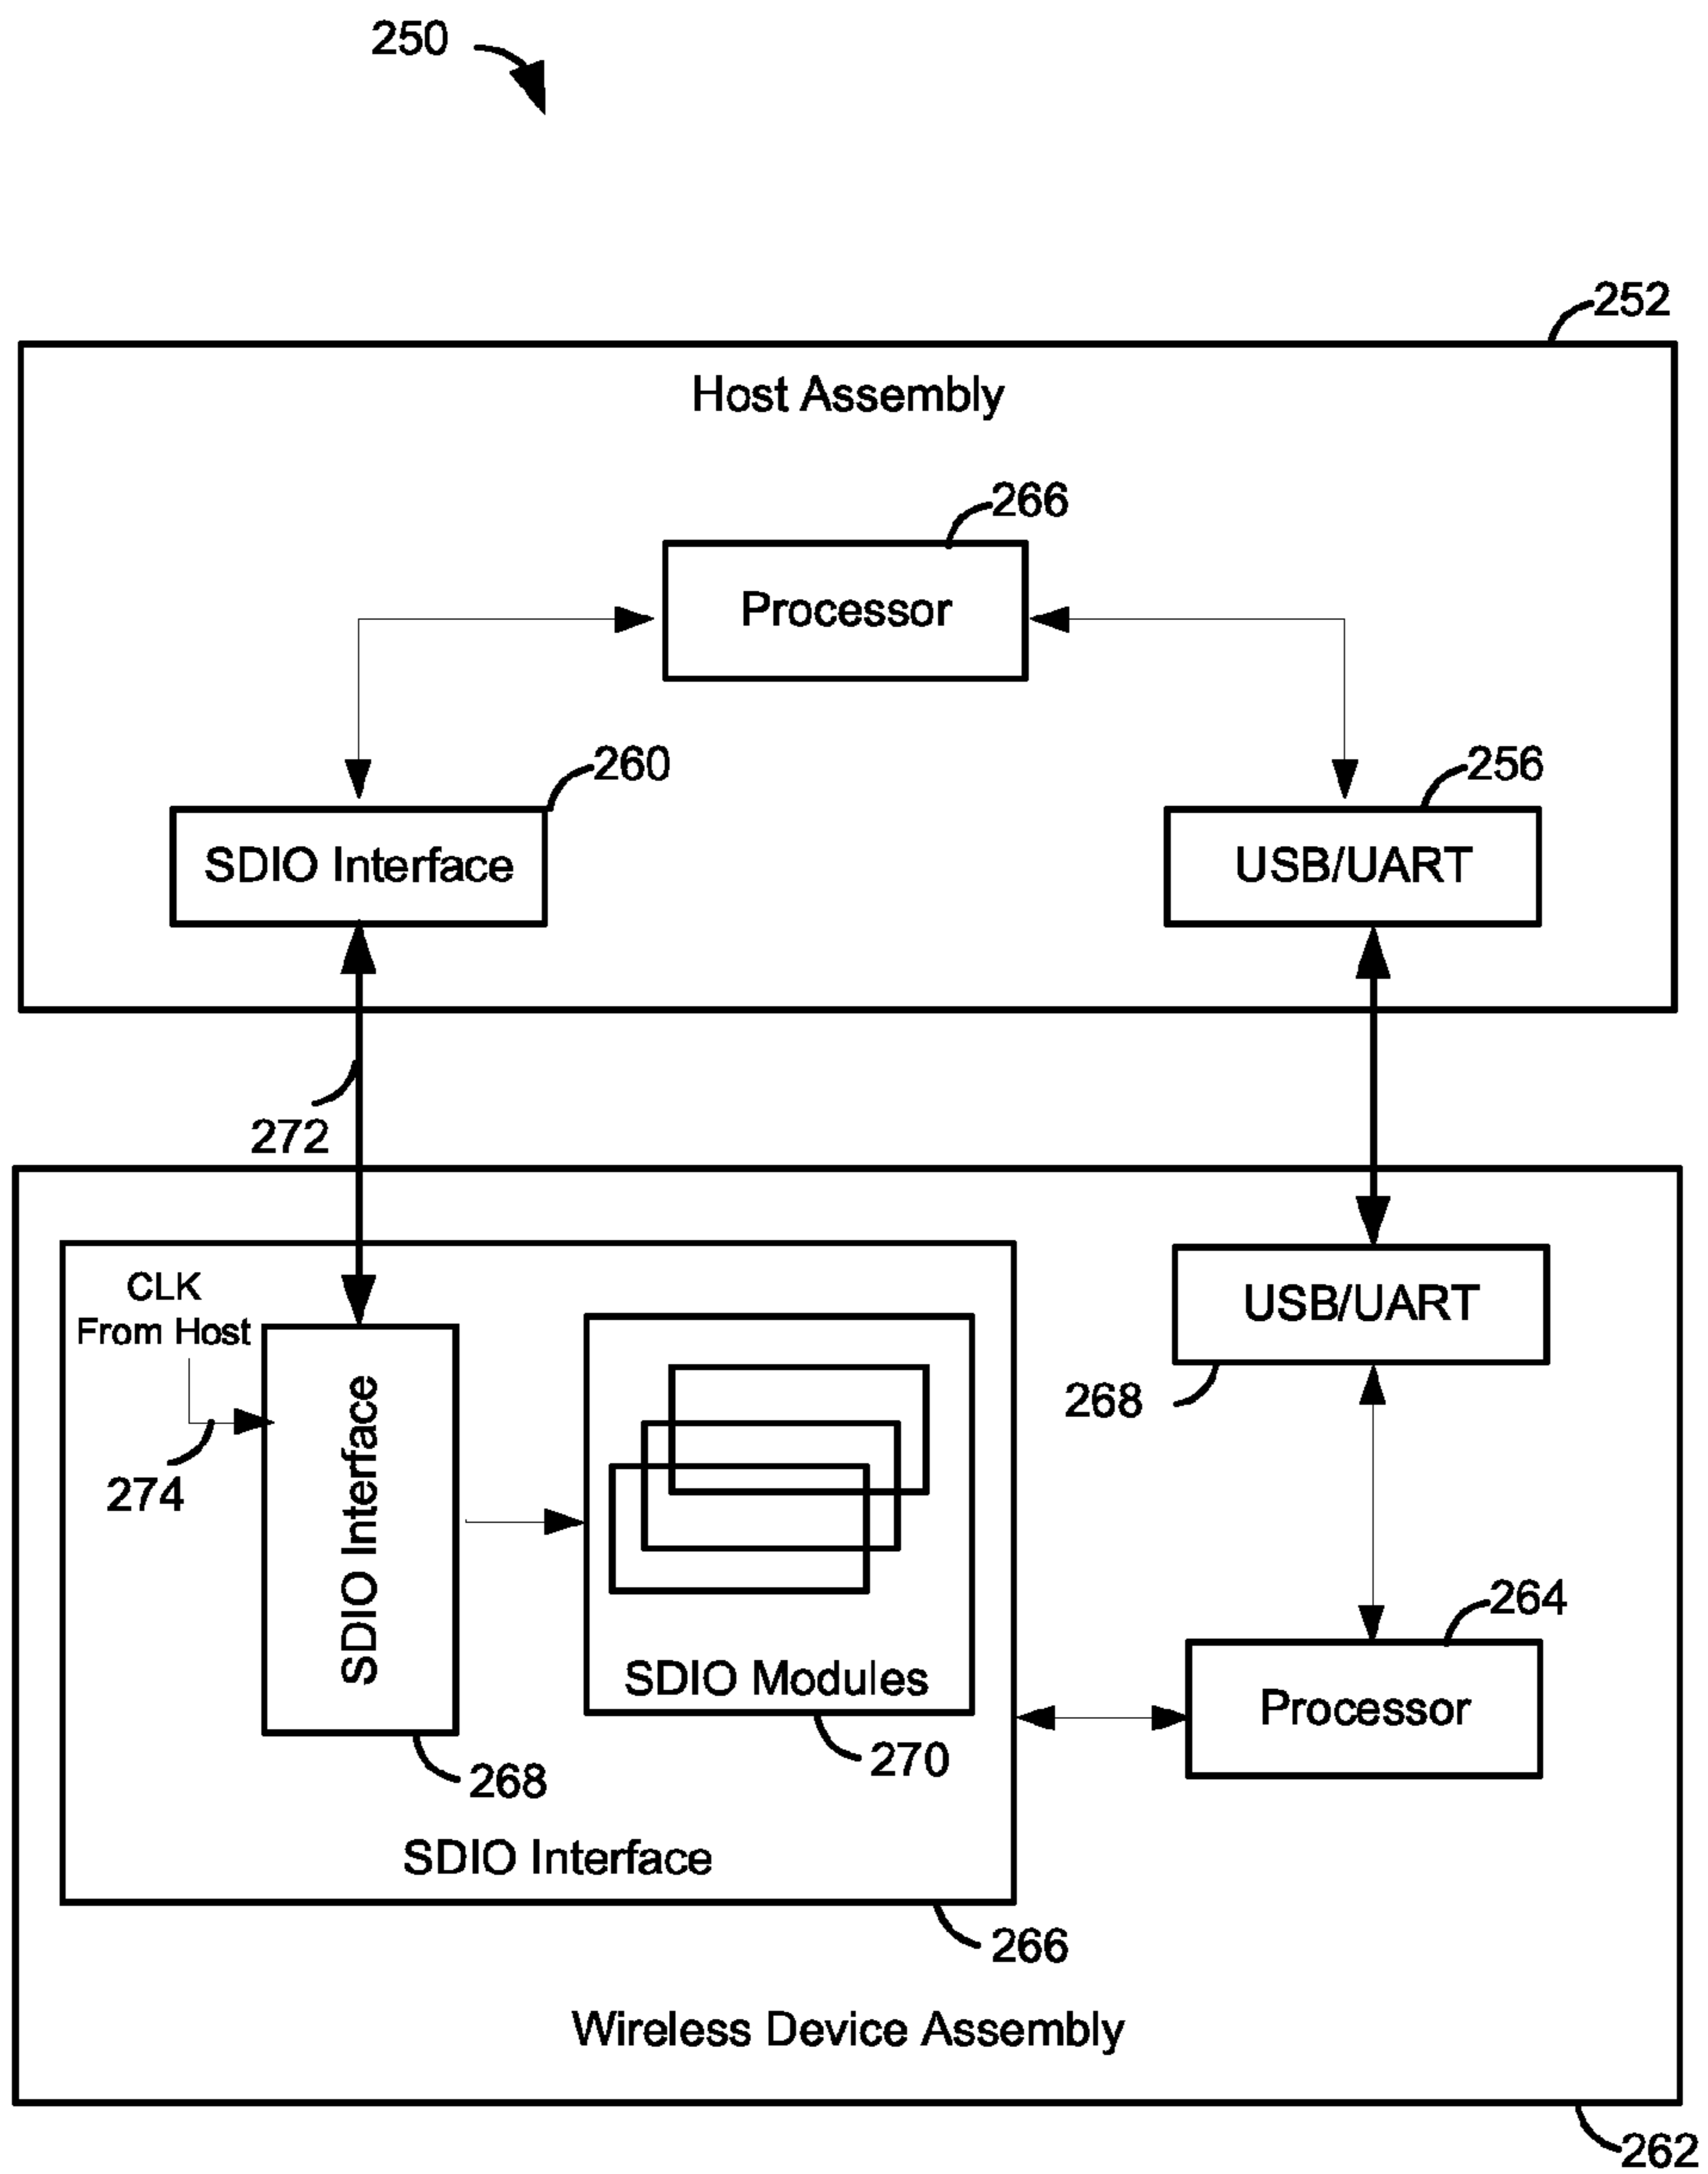 250
252
Host Assembly
266
Processor
260
256
SDIO Interface
USB/UART
272
CLK
From Host
USB/UART
SDIO Interface
268
274
264
SDIO Modules
Processor
270
268
SDIO Interface
266
Wireless Device Assembly
262